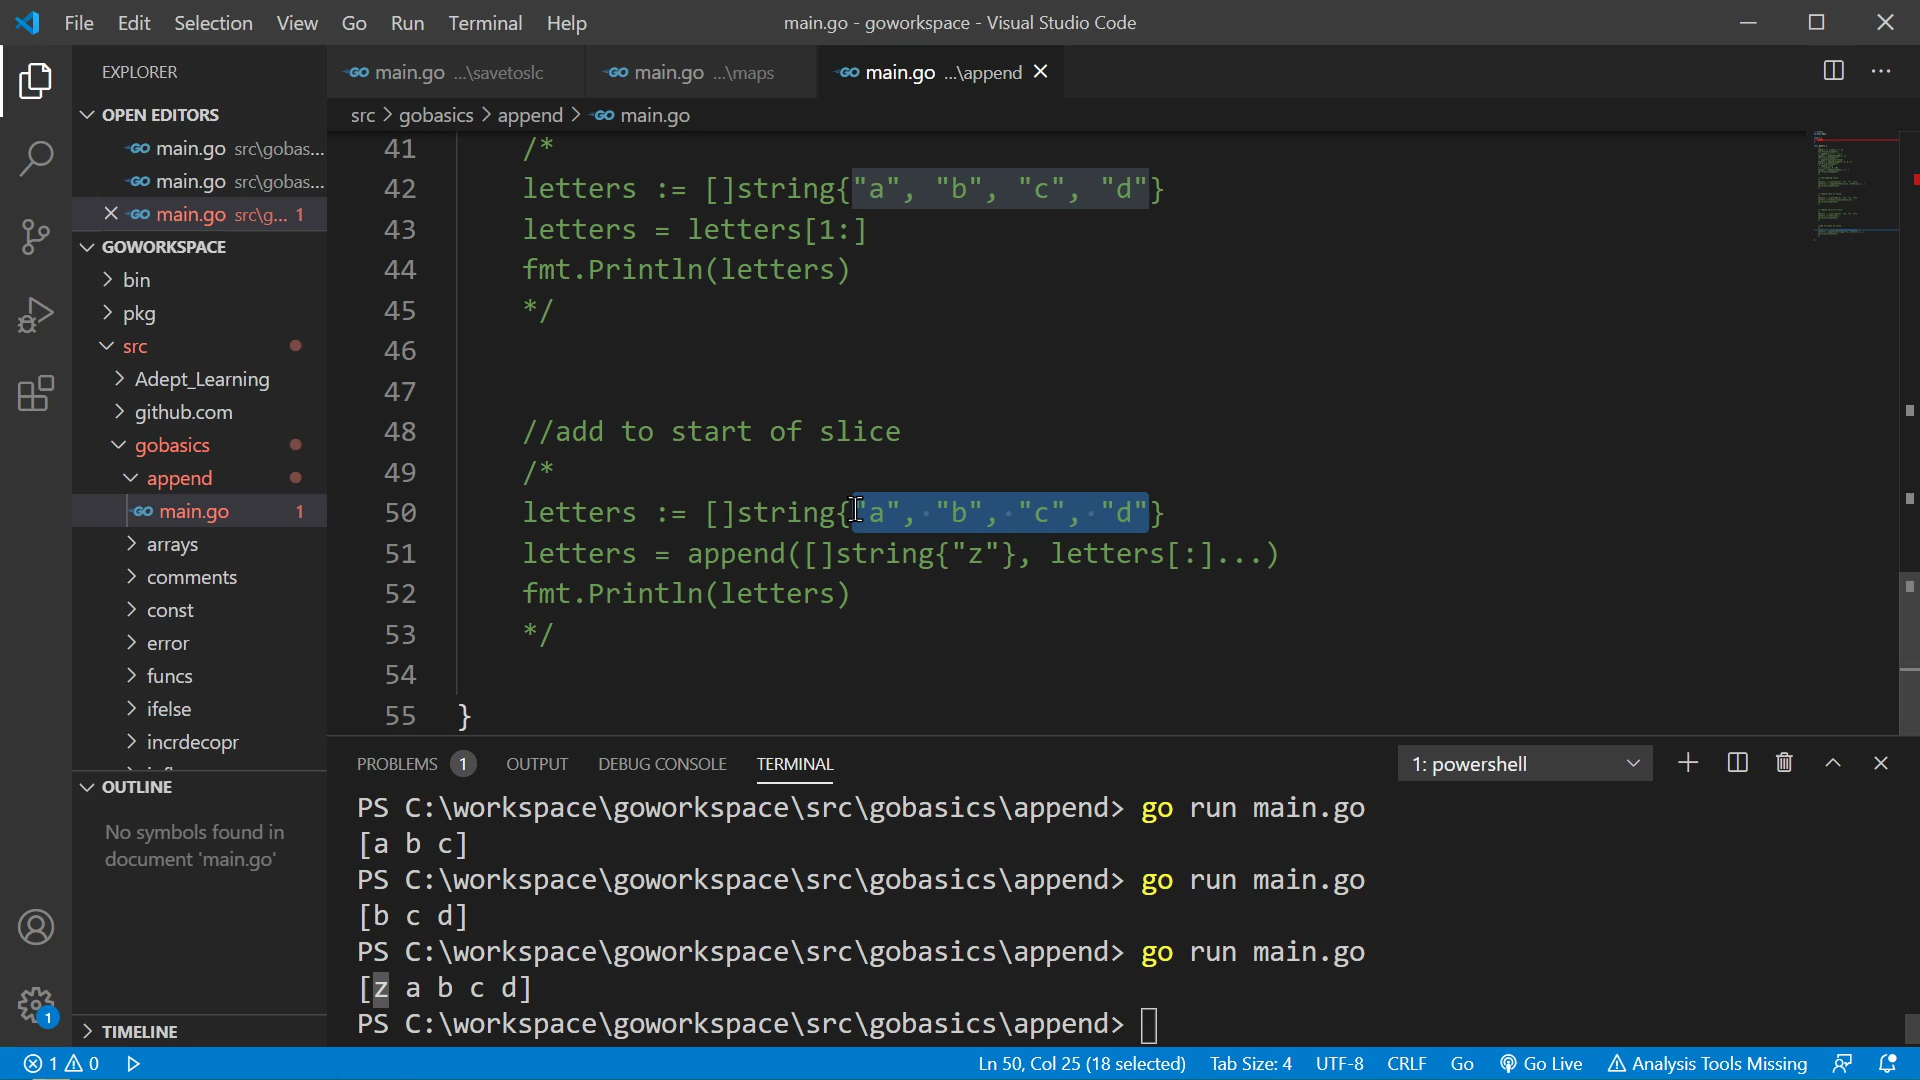 File Edit Selection View Go Run Terminal Help
main.go - goworkspace - Visual Studio Code
EXPLORER
OPEN EDITORS
main.go src\gobas...
main.go src\gobas...
main.go src\g... 1
GOWORKSPACE
bin
pkg
src
Adept_Learning
github.com
gobasics
append
main.go 1
arrays
comments
const
error
funcs
ifelse
incrdecopr
OUTLINE
No symbols found in
document 'main.go'
TIMELINE
main.go ...\savetoslc
main.go ...\maps
main.go ...\append
src > gobasics > append > main.go
41 /*
42 letters := []string{"a", "b", "c", "d"}
43 letters = letters[1:]
44 fmt.Println(letters)
45 */
46
47
48 //add to start of slice
49 /*
50 letters := []string{"a", "b", "c", "d"}
51 letters = append([]string{"z"}, letters[:]...)
52 fmt.Println(letters)
53 */
54
55 }
PROBLEMS 1 OUTPUT DEBUG CONSOLE TERMINAL
1: powershell
PS C:\workspace\goworkspace\src\gobasics\append> go run main.go
[a b c]
PS C:\workspace\goworkspace\src\gobasics\append> go run main.go
[b c d]
PS C:\workspace\goworkspace\src\gobasics\append> go run main.go
[z a b c d]
PS C:\workspace\goworkspace\src\gobasics\append>
1
1 0
Ln 50, Col 25 (18 selected) Tab Size: 4 UTF-8 CRLF Go Go Live Analysis Tools Missing